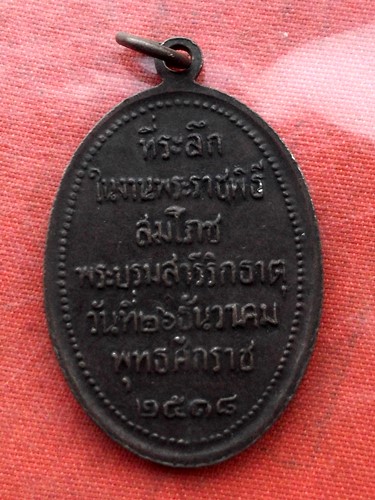 ที่ระลึก
ในงานพระราชพิธี
สมโภช
พระบรมสารีริกธาตุ
วันที่๒๖ธันวาคม
พุทธศักราช
๒๕๑๘